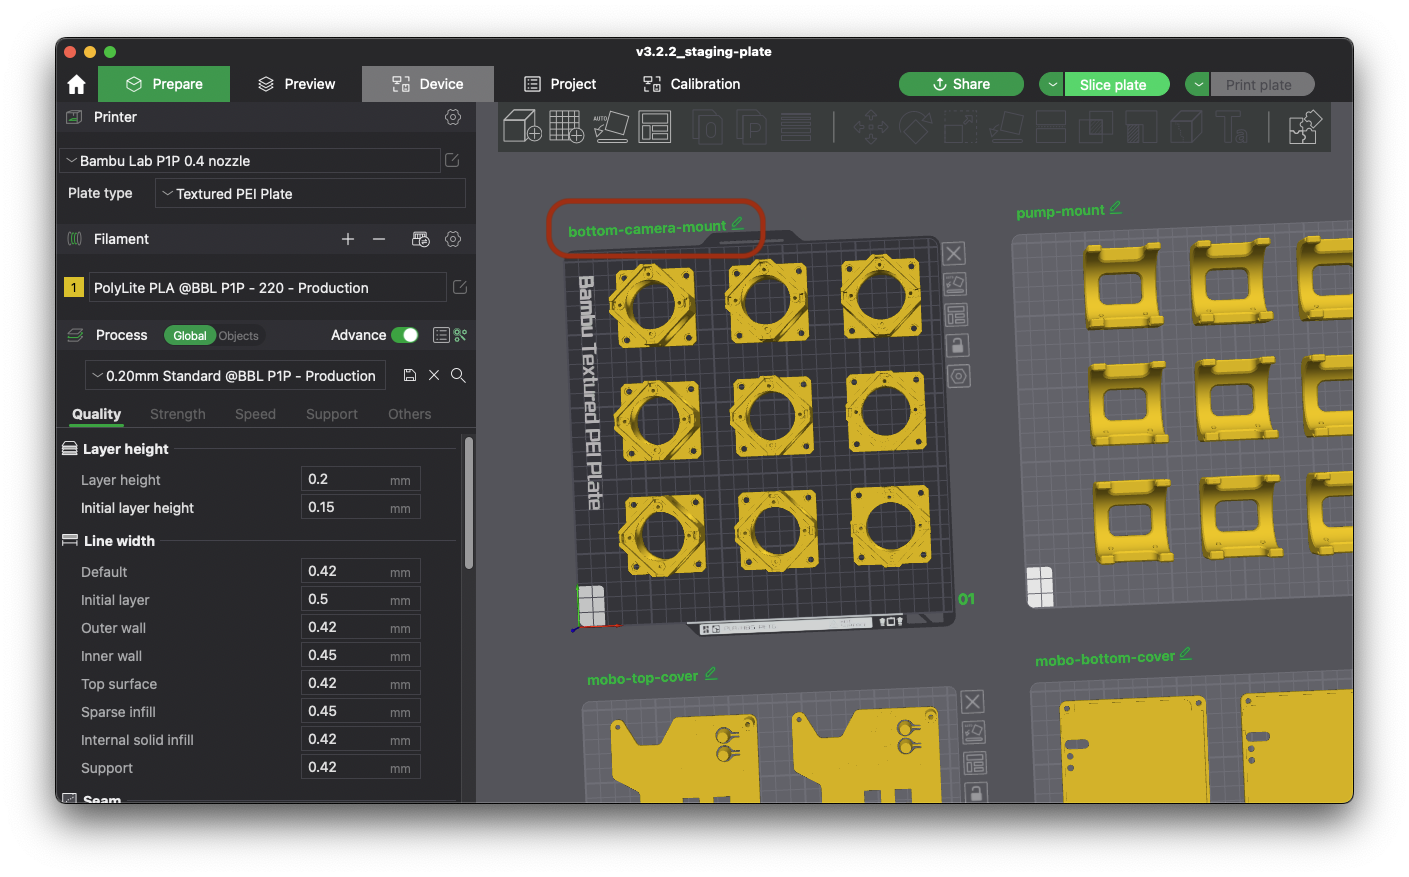 v3.2.2_staging-plate
Prepare
Preview
Device
Project
Calibration
Share
Slice plate
Print plate
Printer
Bambu Lab P1P 0.4 nozzle
Plate type
Textured PEI Plate
Filament
1
PolyLite PLA @BBL P1P - 220 - Production
Process
Global
Objects
Advance
0.20mm Standard @BBL P1P - Production
Quality
Strength
Speed
Support
Others
Layer height
Layer height 0.2 mm
Initial layer height 0.15 mm
Line width
Default 0.42 mm
Initial layer 0.5 mm
Outer wall 0.42 mm
Inner wall 0.45 mm
Top surface 0.42 mm
Sparse infill 0.45 mm
Internal solid infill 0.42 mm
Support 0.42 mm
Seam
AUTO
bottom-camera-mount
pump-mount
Bambu Textured PEI Plate
01
mobo-top-cover
mobo-bottom-cover